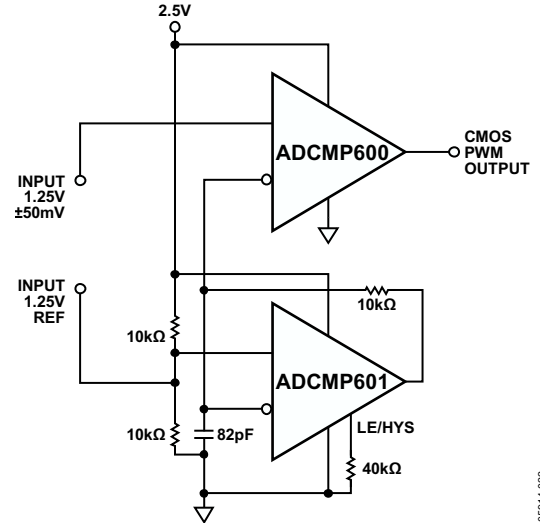 2.5V
ADCMP600
CMOS
PWM
OUTPUT
INPUT
1.25V
±50mV
INPUT
1.25V
REF
10kΩ
10kΩ
ADCMP601
10kΩ
82pF
LE/HYS
40kΩ